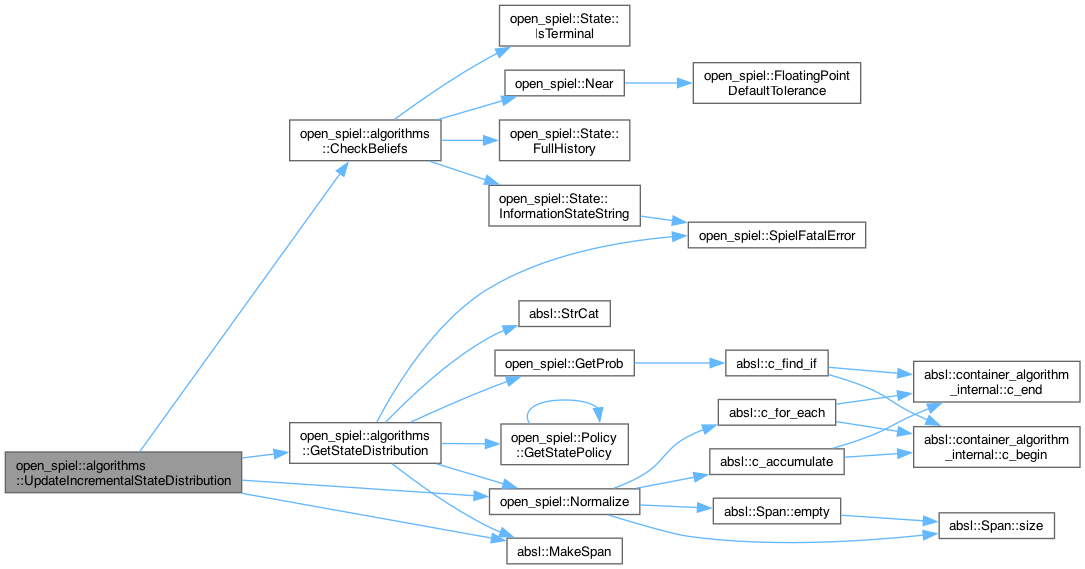 open_spiel::State::
IsTerminal
open_spiel::Near
open_spiel::FloatingPoint
DefaultTolerance
open_spiel::algorithms
::CheckBeliefs
open_spiel::State::
FullHistory
open_spiel::State::
InformationStateString
open_spiel::SpielFatalError
absl::StrCat
open_spiel::GetProb
absl::c_find_if
absl::container_algorithm
_internal::c_end
absl::c_for_each
open_spiel::algorithms
::GetStateDistribution
open_spiel::Policy
::GetStatePolicy
absl::container_algorithm
_internal::c_begin
absl::c_accumulate
open_spiel::algorithms
::UpdateIncrementalStateDistribution
open_spiel::Normalize
absl::Span::empty
absl::Span::size
absl::MakeSpan